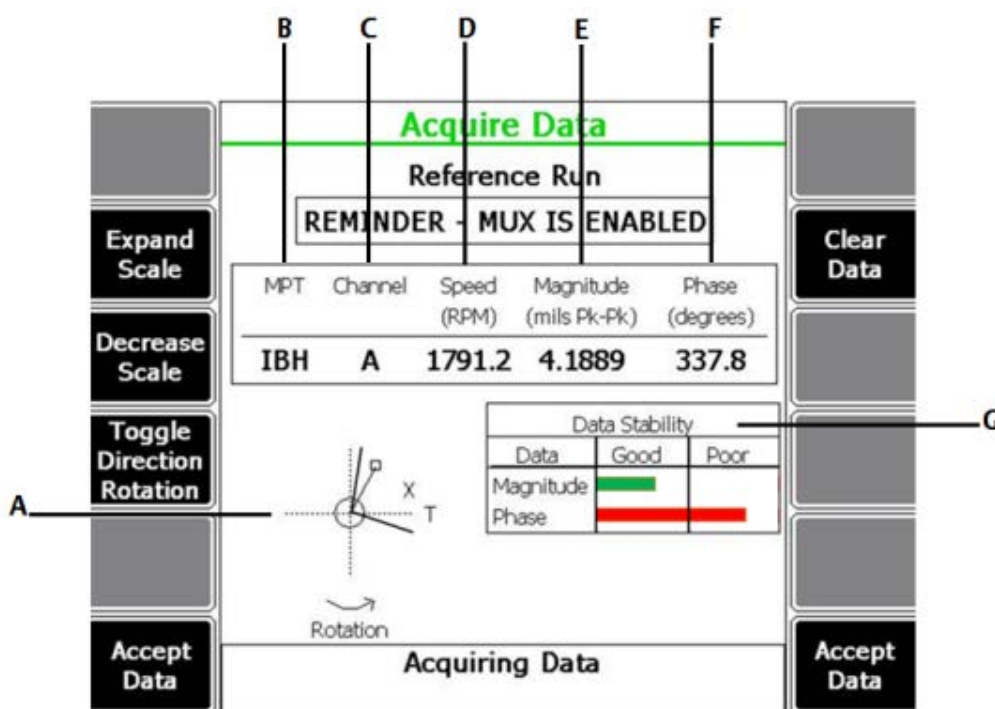 B C D E F
Acquire Data
Reference Run
REMINDER - MUX IS ENABLED
Expand
Scale
Clear
Data
MPT Channel Speed Magnitude Phase
(RPM) (mils Pk-Pk) (degrees)
IBH A 1791.2 4.1889 337.8
Decrease
Scale
Toggle
Direction
Rotation
Data Stability
G
Data Good Poor
Magnitude
Phase
A
X
T
Rotation
Accept
Data
Acquiring Data
Accept
Data